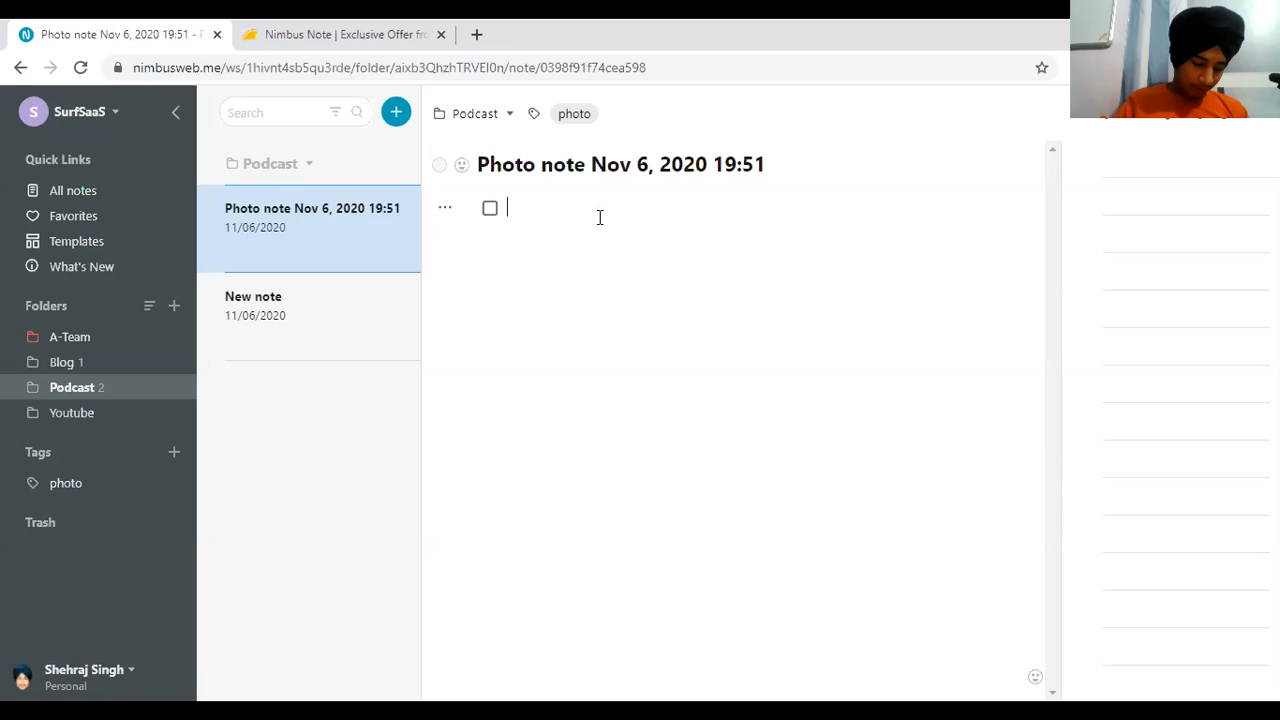 Photo note Nov 6, 2020 19:51 - P
Nimbus Note | Exclusive Offer fro
nimbusweb.me/ws/1hivnt4sb5qu3rde/folder/aixb3QhzhTRVEI0n/note/0398f91f74cea598
S SurfSaaS
Search
Podcast
photo
Quick Links
All notes
Favorites
Templates
What's New
Folders
A-Team
Blog 1
Podcast 2
Youtube
Tags
photo
Trash
Shehraj Singh
Personal
Podcast
Photo note Nov 6, 2020 19:51
11/06/2020
New note
11/06/2020
Photo note Nov 6, 2020 19:51